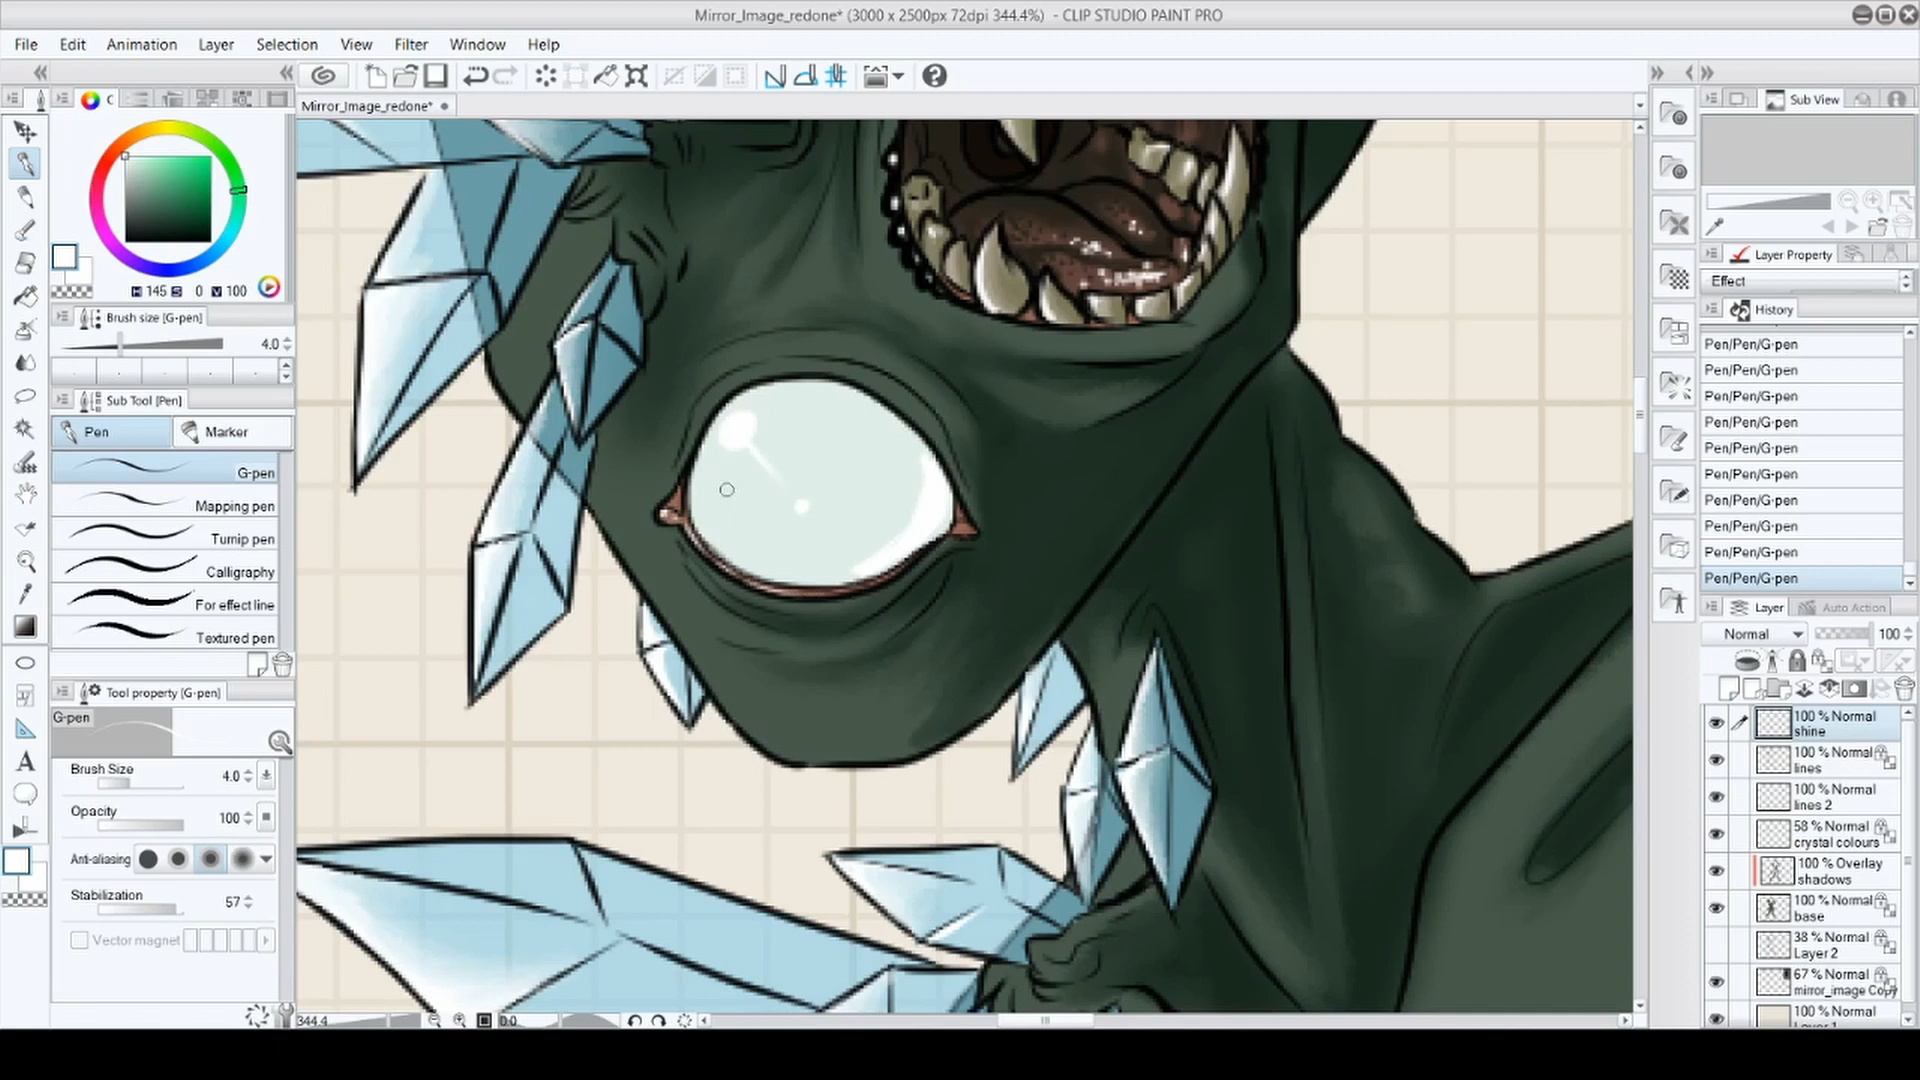 Mirror_Image_redone* (3000 x 2500px 72dpi 344.4%) - CLIP STUDIO PAINT PRO
File Edit Animation Layer Selection View Filter Window Help
Mirror_Image_redone*
C
Sub View
H 145 S 0 V 100
Brush size [G-pen]
4.0
Sub Tool [Pen]
Pen Marker
G-pen
Mapping pen
Turnip pen
Calligraphy
For effect line
Textured pen
Tool property [G-pen]
G-pen
Brush Size 4.0
Opacity 100
Anti-aliasing
Stabilization 57
Vector magnet
344.4 0.0
Layer Property
Effect
History
Pen/Pen/G-pen
Pen/Pen/G-pen
Pen/Pen/G-pen
Pen/Pen/G-pen
Pen/Pen/G-pen
Pen/Pen/G-pen
Pen/Pen/G-pen
Pen/Pen/G-pen
Pen/Pen/G-pen
Pen/Pen/G-pen
Layer Auto Action
Normal 100
100 % Normal
shine
100 % Normal
lines
100 % Normal
lines 2
58 % Normal
crystal colours
100 % Overlay
shadows
100 % Normal
base
38 % Normal
Layer 2
67 % Normal
mirror_image Copy
100 % Normal
Layer 1